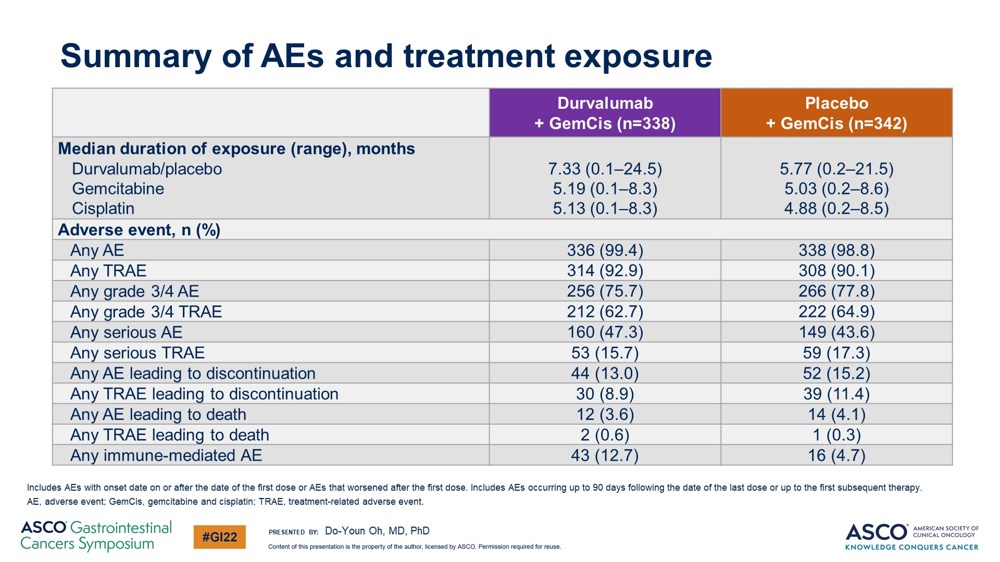 Summary of AEs and treatment exposure
Durvalumab
+ GemCis (n=338)
Placebo
+ GemCis (n=342)
Median duration of exposure (range), months
Durvalumab/placebo 7.33 (0.1–24.5) 5.77 (0.2–21.5)
Gemcitabine 5.19 (0.1–8.3) 5.03 (0.2–8.6)
Cisplatin 5.13 (0.1–8.3) 4.88 (0.2–8.5)
Adverse event, n (%)
Any AE 336 (99.4) 338 (98.8)
Any TRAE 314 (92.9) 308 (90.1)
Any grade 3/4 AE 256 (75.7) 266 (77.8)
Any grade 3/4 TRAE 212 (62.7) 222 (64.9)
Any serious AE 160 (47.3) 149 (43.6)
Any serious TRAE 53 (15.7) 59 (17.3)
Any AE leading to discontinuation 44 (13.0) 52 (15.2)
Any TRAE leading to discontinuation 30 (8.9) 39 (11.4)
Any AE leading to death 12 (3.6) 14 (4.1)
Any TRAE leading to death 2 (0.6) 1 (0.3)
Any immune-mediated AE 43 (12.7) 16 (4.7)
Includes AEs with onset date on or after the date of the first dose or AEs that worsened after the first dose. Includes AEs occurring up to 90 days following the date of the last dose or up to the first subsequent therapy.
AE, adverse event; GemCis, gemcitabine and cisplatin; TRAE, treatment-related adverse event.
ASCO® Gastrointestinal
Cancers Symposium
#GI22
PRESENTED BY: Do-Youn Oh, MD, PhD
Content of this presentation is the property of the author, licensed by ASCO. Permission required for reuse.
ASCO® AMERICAN SOCIETY OF
CLINICAL ONCOLOGY
KNOWLEDGE CONQUERS CANCER